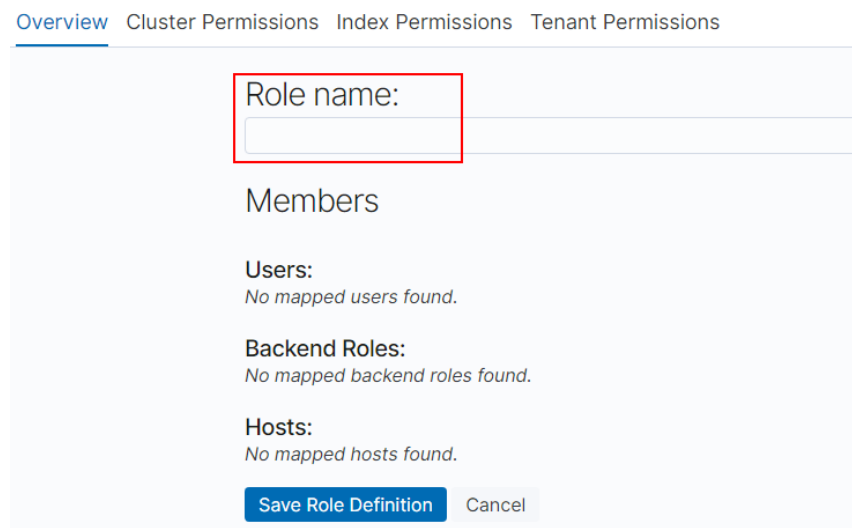 Overview Cluster Permissions Index Permissions Tenant Permissions
Role name:
Members
Users:
No mapped users found.
Backend Roles:
No mapped backend roles found.
Hosts:
No mapped hosts found.
Save Role Definition Cancel